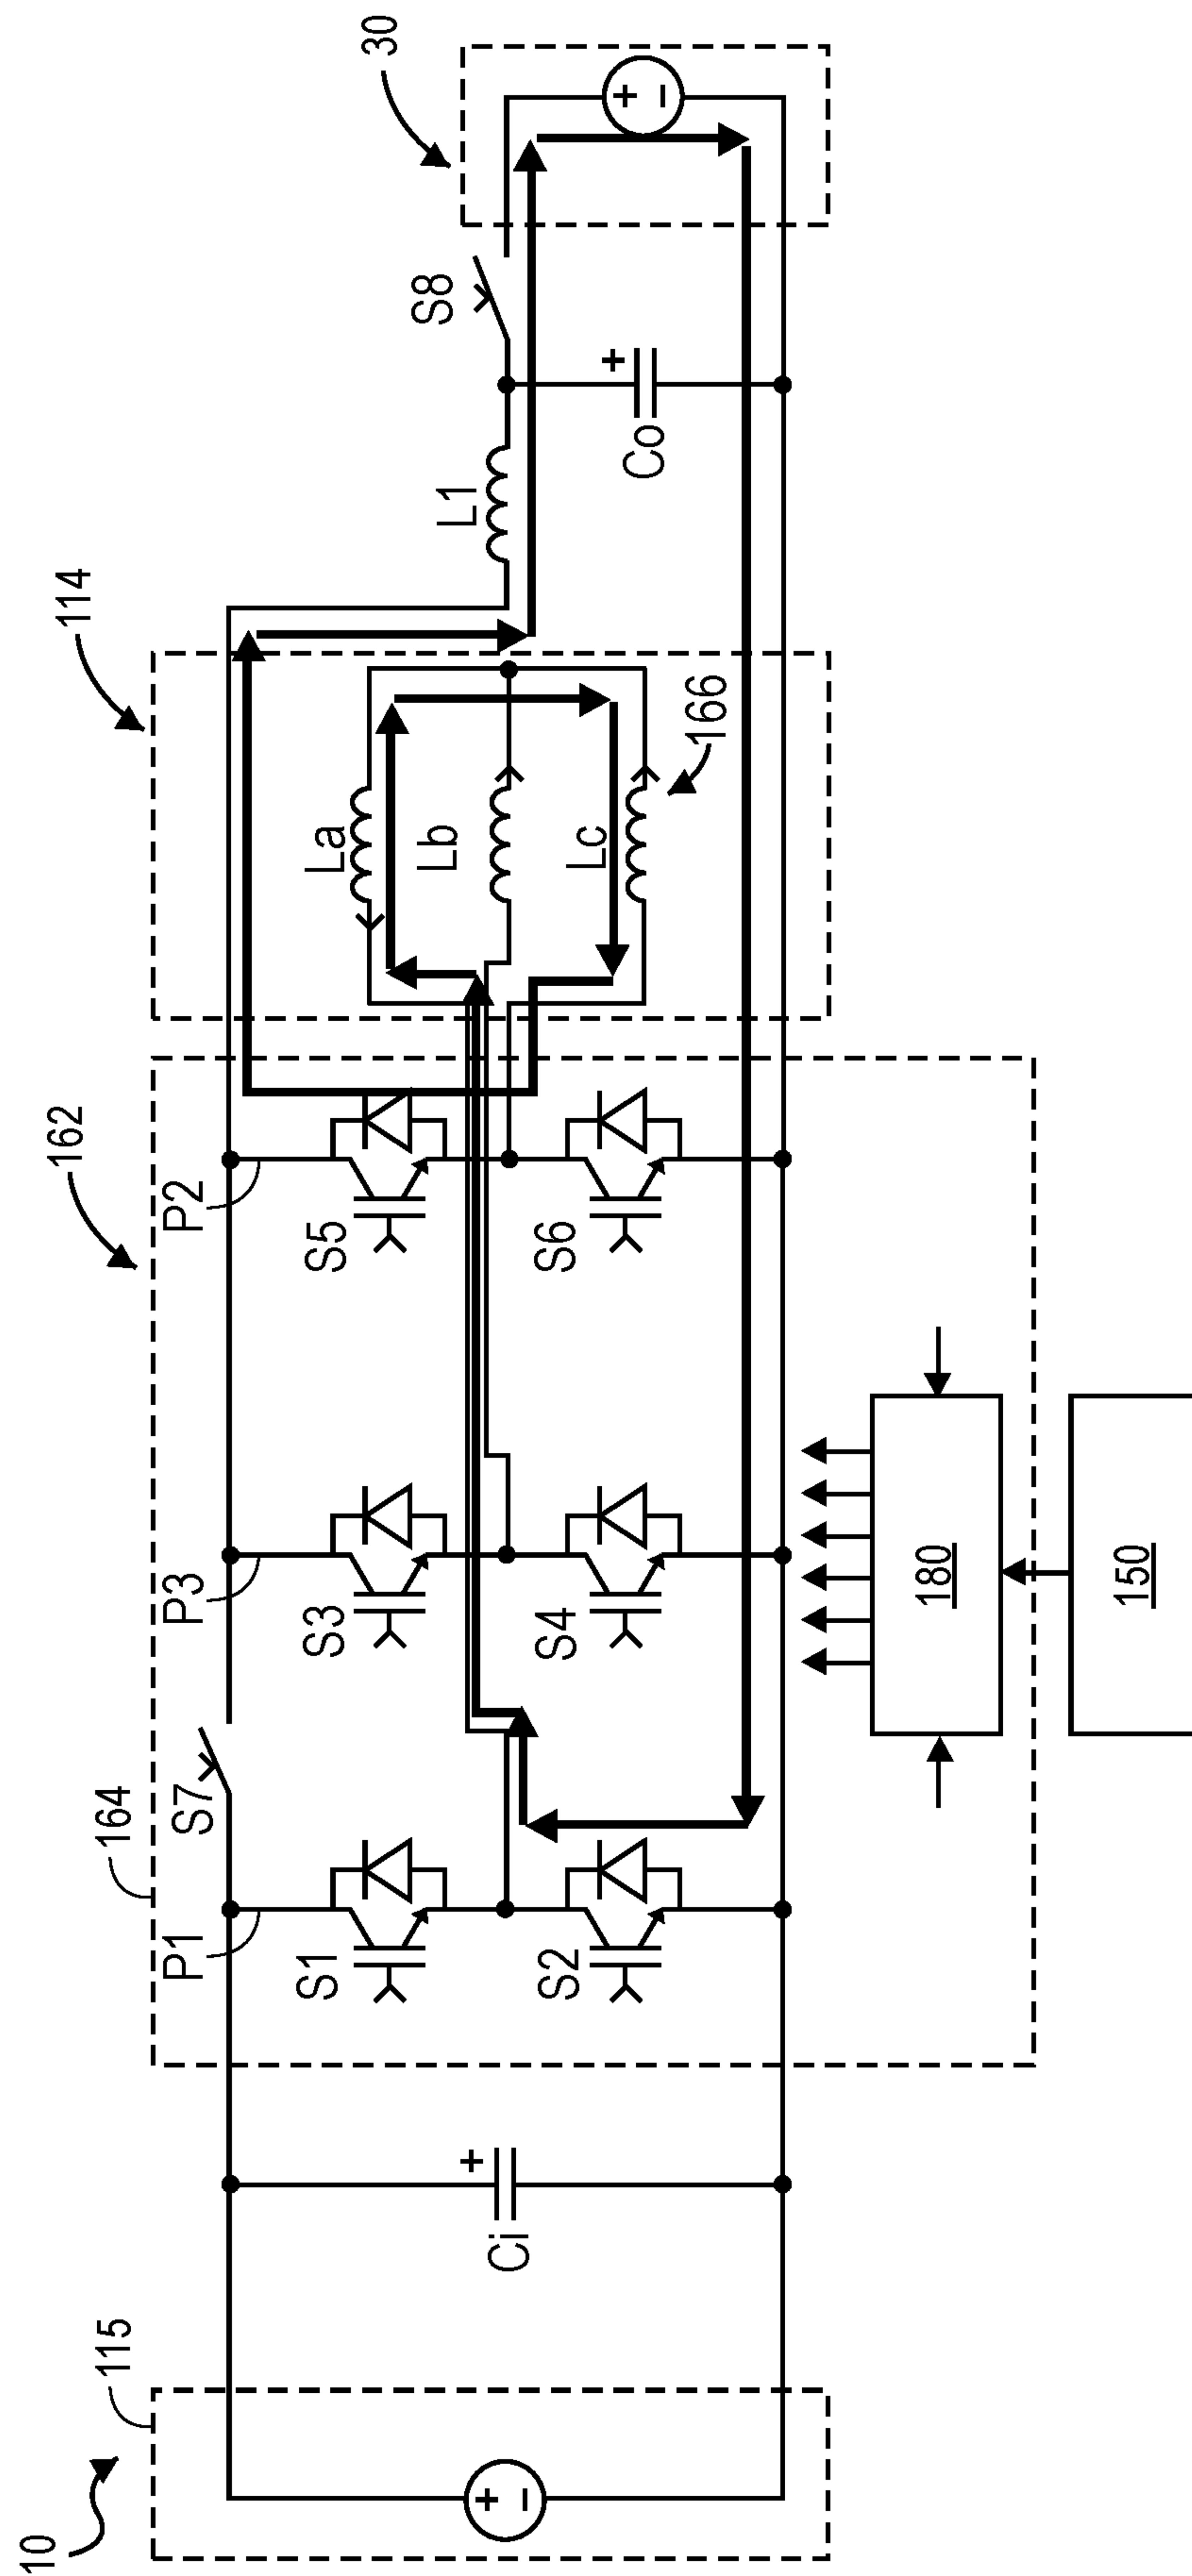 10
115
+
−
Ci
+
164
162
P1
S7
P3
P2
S1
S3
S5
S2
S4
S6
180
150
114
La
Lb
Lc
166
L1
S8
+
Co
30
+
−